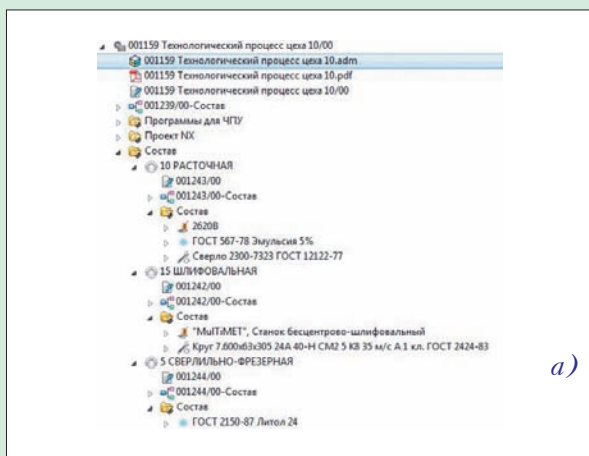 001159 Технологический процесс цеха 10/00
001159 Технологический процесс цеха 10.adm
001159 Технологический процесс цеха 10.pdf
001159 Технологический процесс цеха 10/00
001239/00-Состав
Программы для ЧПУ
Проект NX
Состав
10 РАСТОЧНАЯ
001243/00
001243/00-Состав
Состав
2620В
ГОСТ 567-78 Эмульсия 5%
Сверло 2300-7323 ГОСТ 12122-77
15 ШЛИФОВАЛЬНАЯ
001242/00
001242/00-Состав
Состав
"MulTiMET", Станок бесцентрово-шлифовальный
Круг 7.600х63х305 24А 40-Н СМ2 5 К8 35 м/с А 1 кл. ГОСТ 2424-83
5 СВЕРЛИЛЬНО-ФРЕЗЕРНАЯ
001244/00
001244/00-Состав
Состав
ГОСТ 2150-87 Литол 24
а)